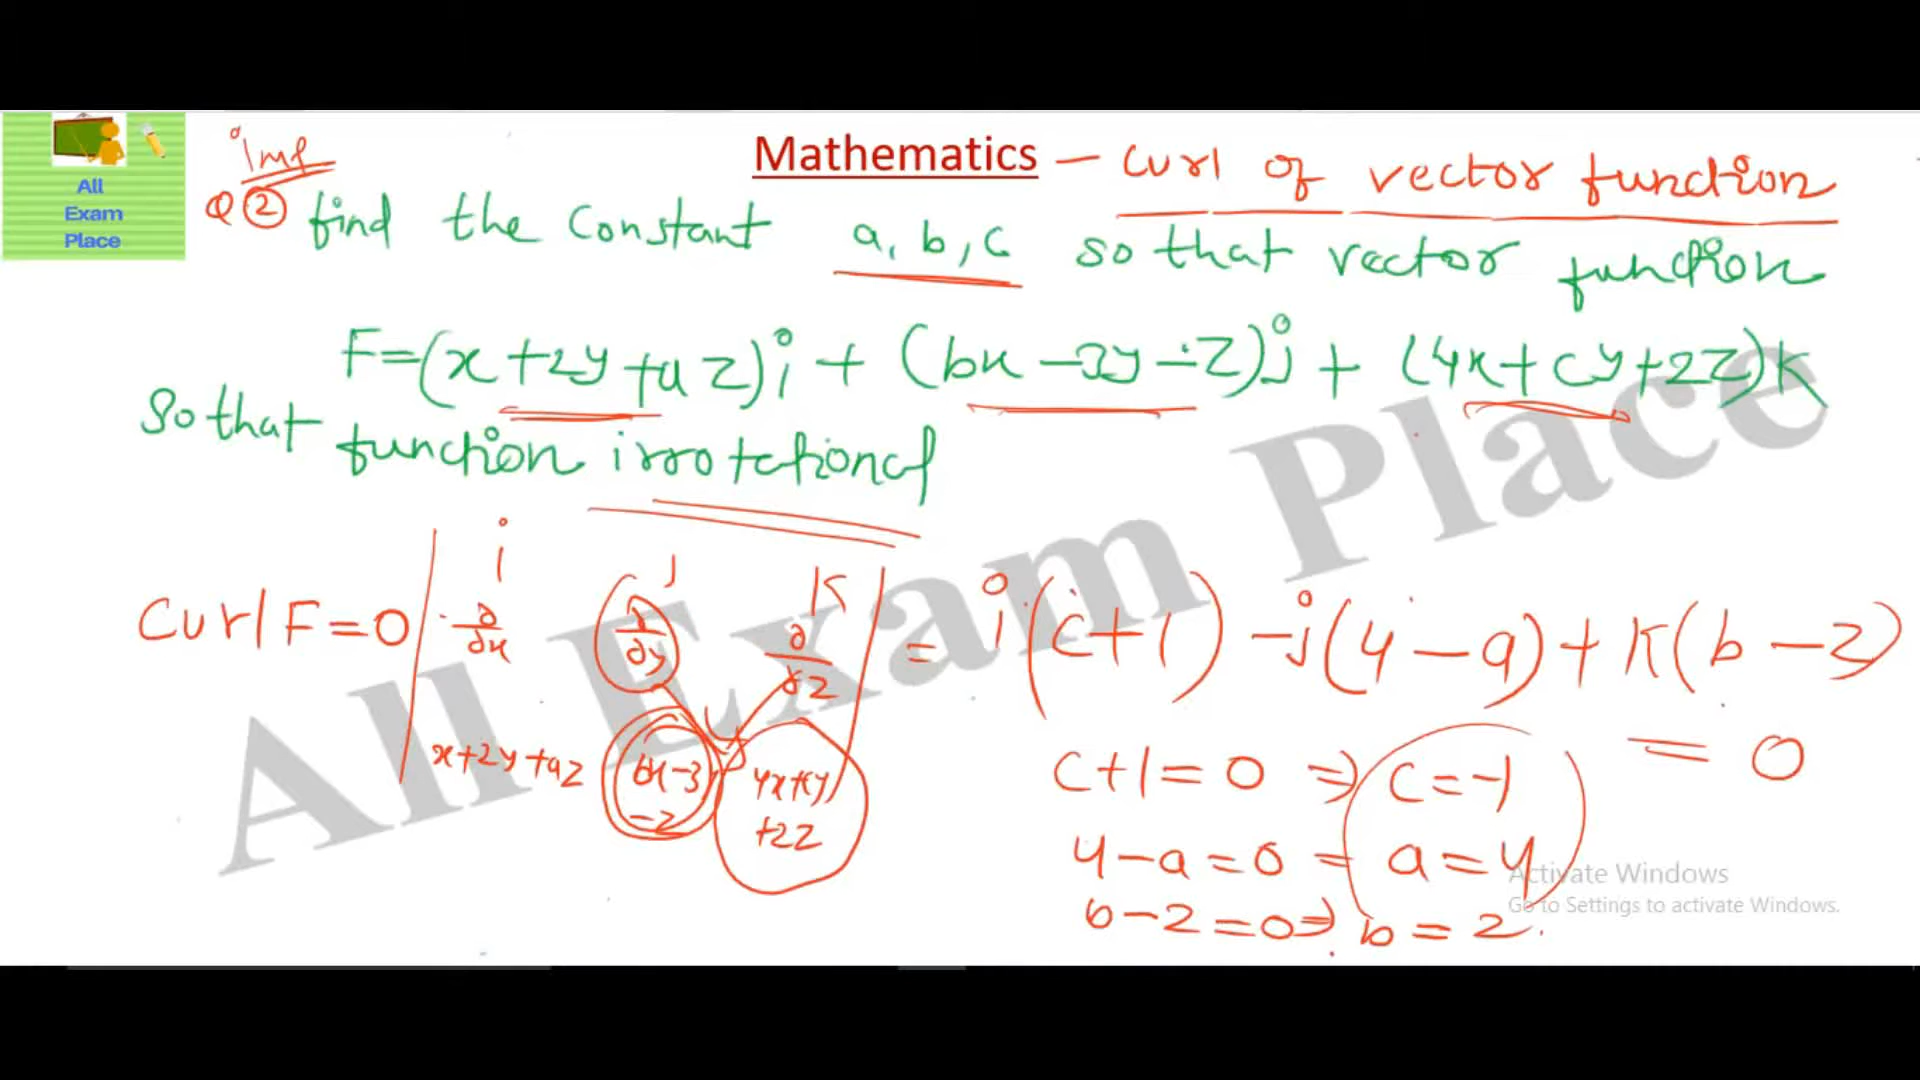 All
Exam
Place
Imp
Mathematics - curl of vector function
Q ② find the constant a, b, c so that vector function
F=(x+2y+az)i + (bx-3y-z)j + (4x+cy+2z)k
So that function irrotational
i j K
Curl F = 0 ∂/∂x ∂/∂y ∂/∂z = i(c+1) -j(4-a)+K(b-2)
x+2y+az bx-3y -z 4x+cy +2z = 0
c+1=0 ⇒ c=-1
4-a=0 = a=4
b-2=0⇒ b=2.
Activate Windows
Go to Settings to activate Windows.
All Exam Place